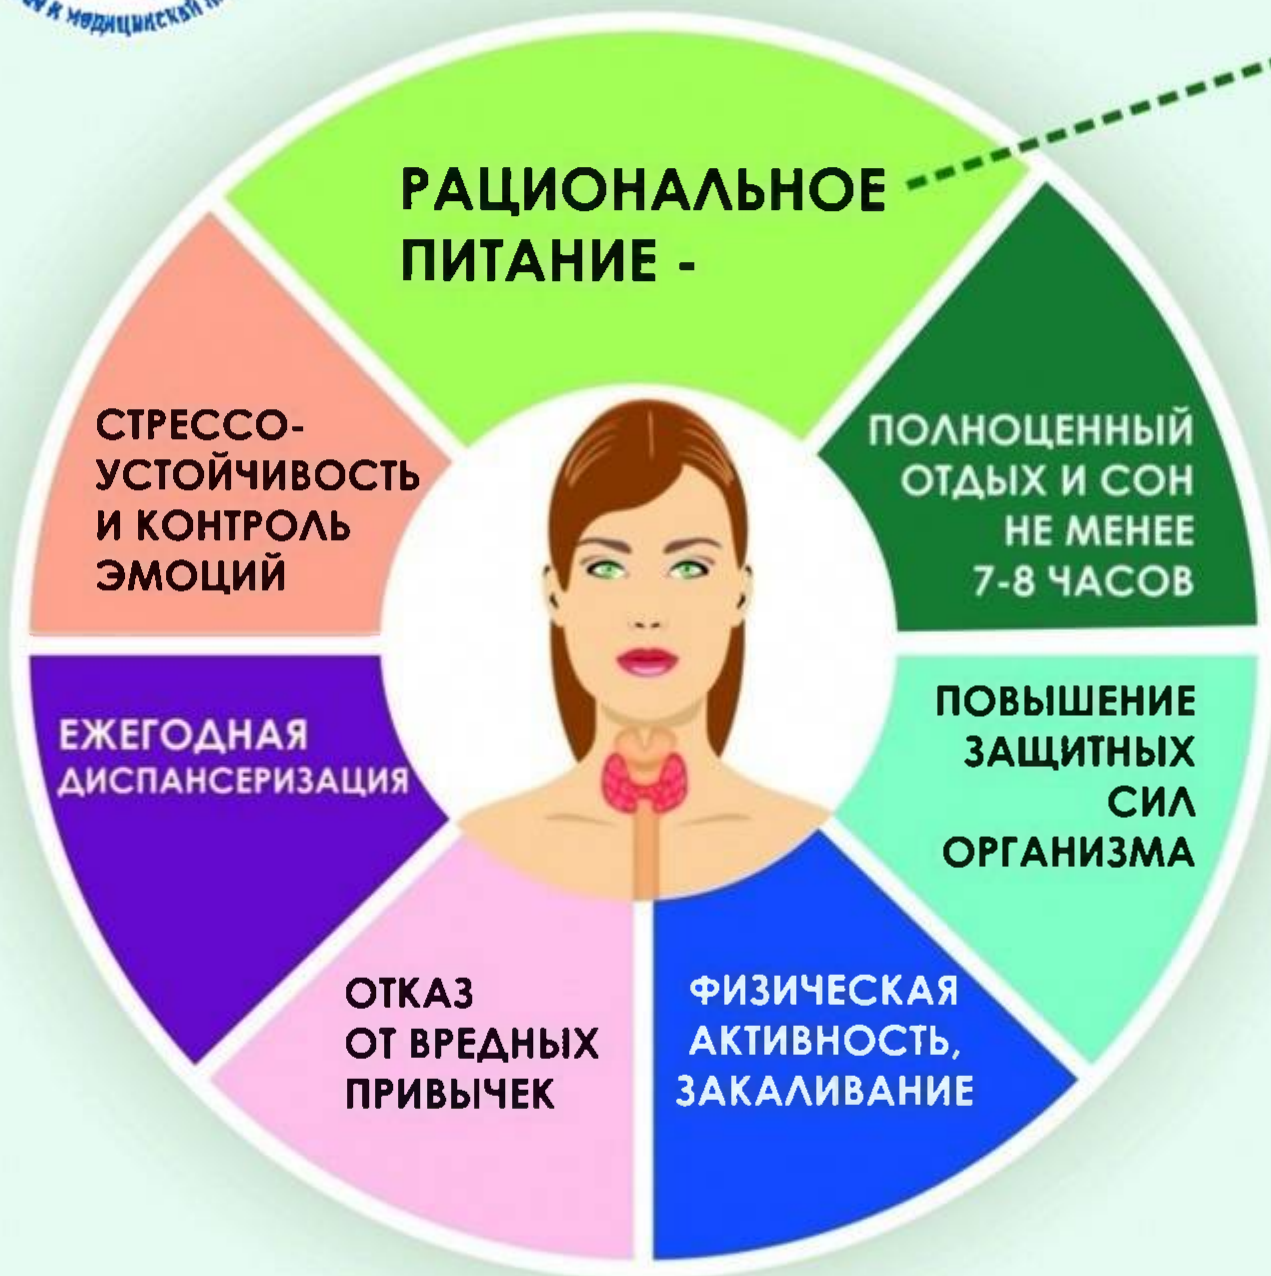 И МЕДИЦИНСКОЙ
РАЦИОНАЛЬНОЕ
ПИТАНИЕ -
ПОЛНОЦЕННЫЙ
ОТДЫХ И СОН
НЕ МЕНЕЕ
7-8 ЧАСОВ
ПОВЫШЕНИЕ
ЗАЩИТНЫХ
СИЛ
ОРГАНИЗМА
ФИЗИЧЕСКАЯ
АКТИВНОСТЬ,
ЗАКАЛИВАНИЕ
ОТКАЗ
ОТ ВРЕДНЫХ
ПРИВЫЧЕК
ЕЖЕГОДНАЯ
ДИСПАНСЕРИЗАЦИЯ
СТРЕССО-
УСТОЙЧИВОСТЬ
И КОНТРОЛЬ
ЭМОЦИЙ